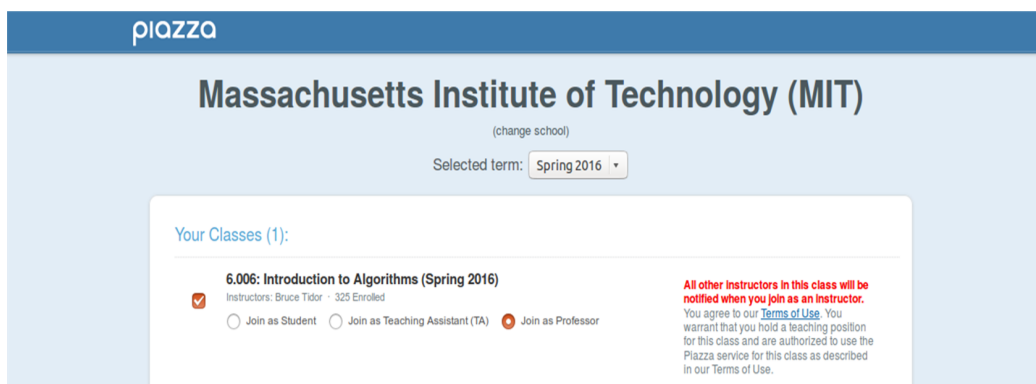 piazza
Massachusetts Institute of Technology (MIT)
(change school)
Selected term: Spring 2016
Your Classes (1):
6.006: Introduction to Algorithms (Spring 2016)
Instructors: Bruce Tidor · 325 Enrolled
Join as Student Join as Teaching Assistant (TA) Join as Professor
All other instructors in this class will be
notified when you join as an instructor.
You agree to our Terms of Use. You
warrant that you hold a teaching position
for this class and are authorized to use the
Piazza service for this class as described
in our Terms of Use.